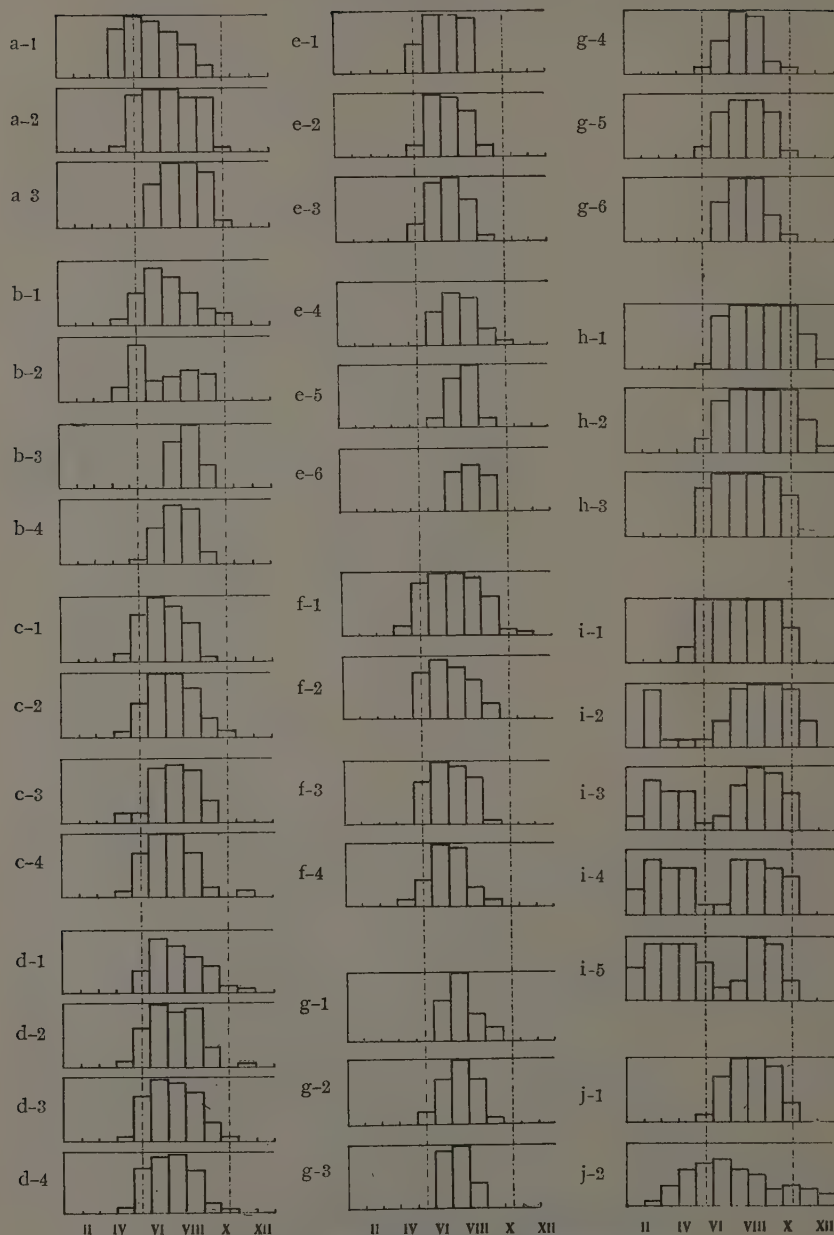 a-1
a-2
a 3
b-1
b-2
b-3
b-4
c-1
c-2
c-3
c-4
d-1
d-2
d-3
d-4
II IV VI VIII X XII
e-1
e-2
e-3
e-4
e-5
e-6
f-1
f-2
f-3
f-4
g-1
g-2
g-3
II IV VI VIII X XII
g-4
g-5
g-6
h-1
h-2
h-3
i-1
i-2
i-3
i-4
i-5
j-1
j-2
II IV VI VIII X XII